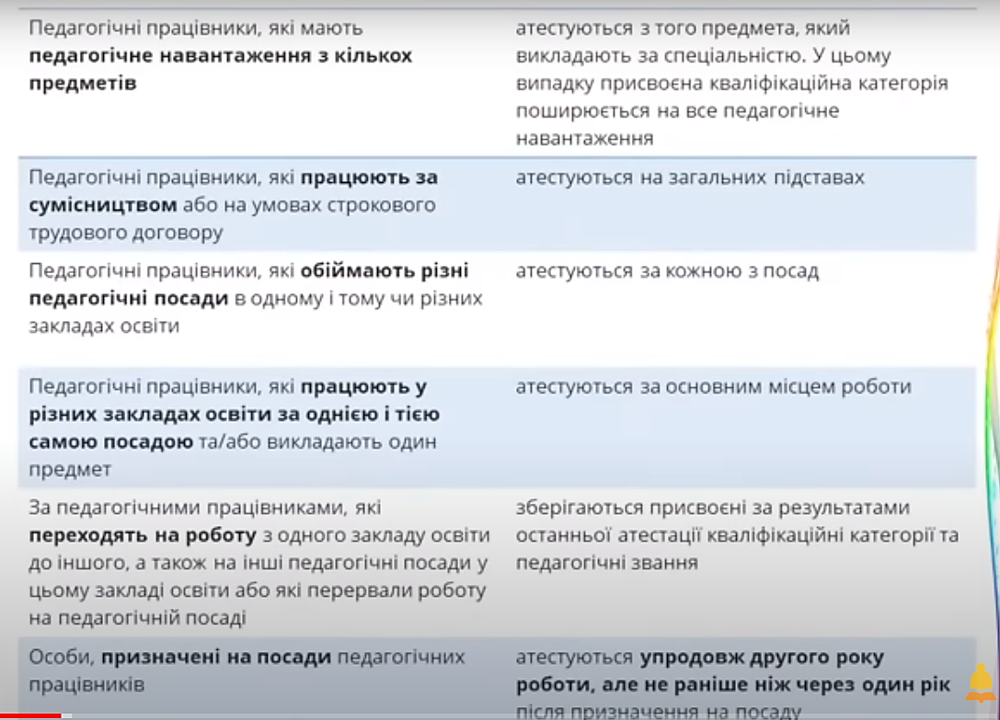 Педагогічні працівники, які мають
педагогічне навантаження з кількох
предметів
атестуються з того предмета, який
викладають за спеціальністю. У цьому
випадку присвоєна кваліфікаційна категорія
поширюється на все педагогічне
навантаження
Педагогічні працівники, які працюють за
сумісництвом або на умовах строкового
трудового договору
атестуються на загальних підставах
Педагогічні працівники, які обіймають різні
педагогічні посади в одному і тому чи різних
закладах освіти
атестуються за кожною з посад
Педагогічні працівники, які працюють у
різних закладах освіти за однією і тією
самою посадою та/або викладають один
предмет
атестуються за основним місцем роботи
За педагогічними працівниками, які
переходять на роботу з одного закладу освіти
до іншого, а також на інші педагогічні посади у
цьому закладі освіти або які перервали роботу
на педагогічній посаді
зберігаються присвоєні за результатами
останньої атестації кваліфікаційні категорії та
педагогічні звання
Особи, призначені на посади педагогічних
працівників
атестуються упродовж другого року
роботи, але не раніше ніж через один рік
після призначення на посаду